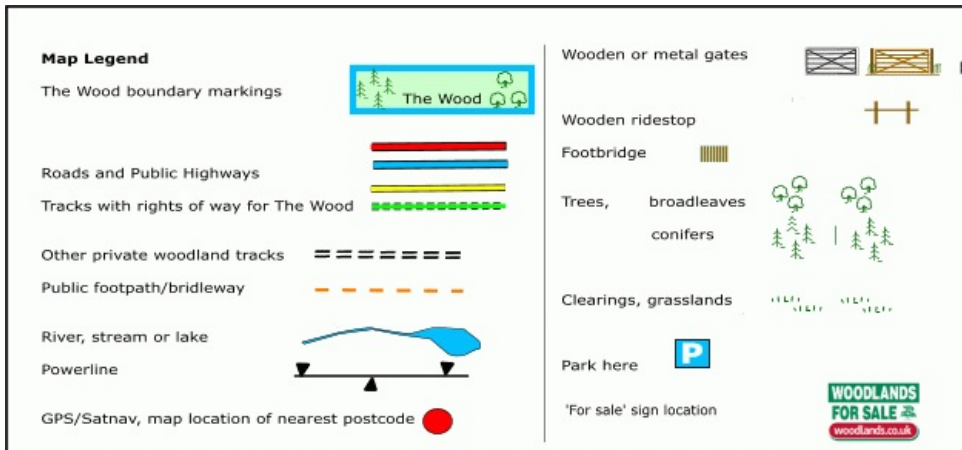 Map Legend
The Wood boundary markings
The Wood
Roads and Public Highways
Tracks with rights of way for The Wood
Other private woodland tracks
Public footpath/bridleway
River, stream or lake
Powerline
GPS/Satnav, map location of nearest postcode
Wooden or metal gates
Wooden ridestop
Footbridge
Trees, broadleaves
conifers
Clearings, grasslands
Park here
P
'For sale' sign location
WOODLANDS
FOR SALE
woodlands.co.uk